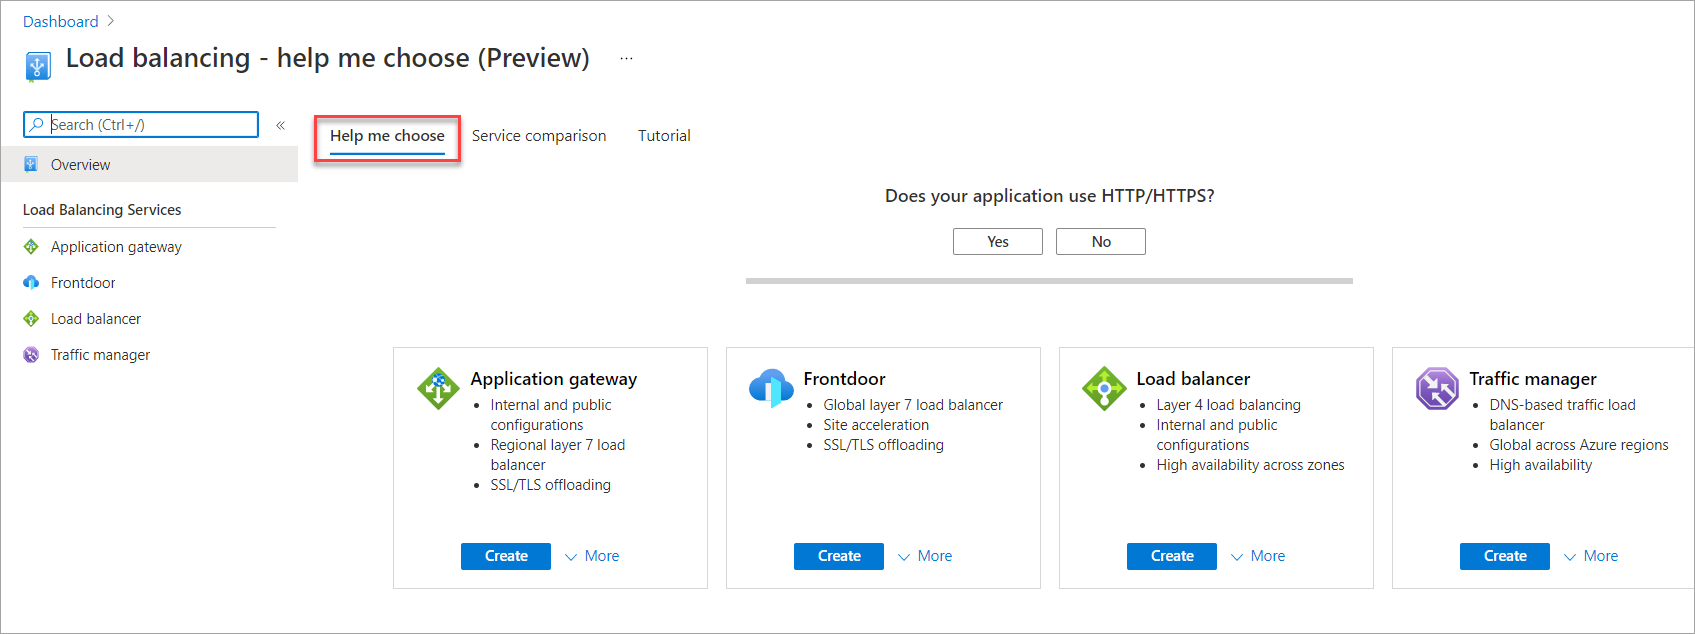 Dashboard
Load balancing - help me choose (Preview) ...
Search (Ctrl+/)
«
Overview
Load Balancing Services
Application gateway
Frontdoor
Load balancer
Traffic manager
Help me choose Service comparison Tutorial
Does your application use HTTP/HTTPS?
Yes No
Application gateway
• Internal and public
configurations
• Regional layer 7 load
balancer
• SSL/TLS offloading
Create More
Frontdoor
• Global layer 7 load balancer
• Site acceleration
• SSL/TLS offloading
Create More
Load balancer
• Layer 4 load balancing
• Internal and public
configurations
• High availability across zones
Create More
Traffic manager
• DNS-based traffic load
balancer
• Global across Azure regions
• High availability
Create More